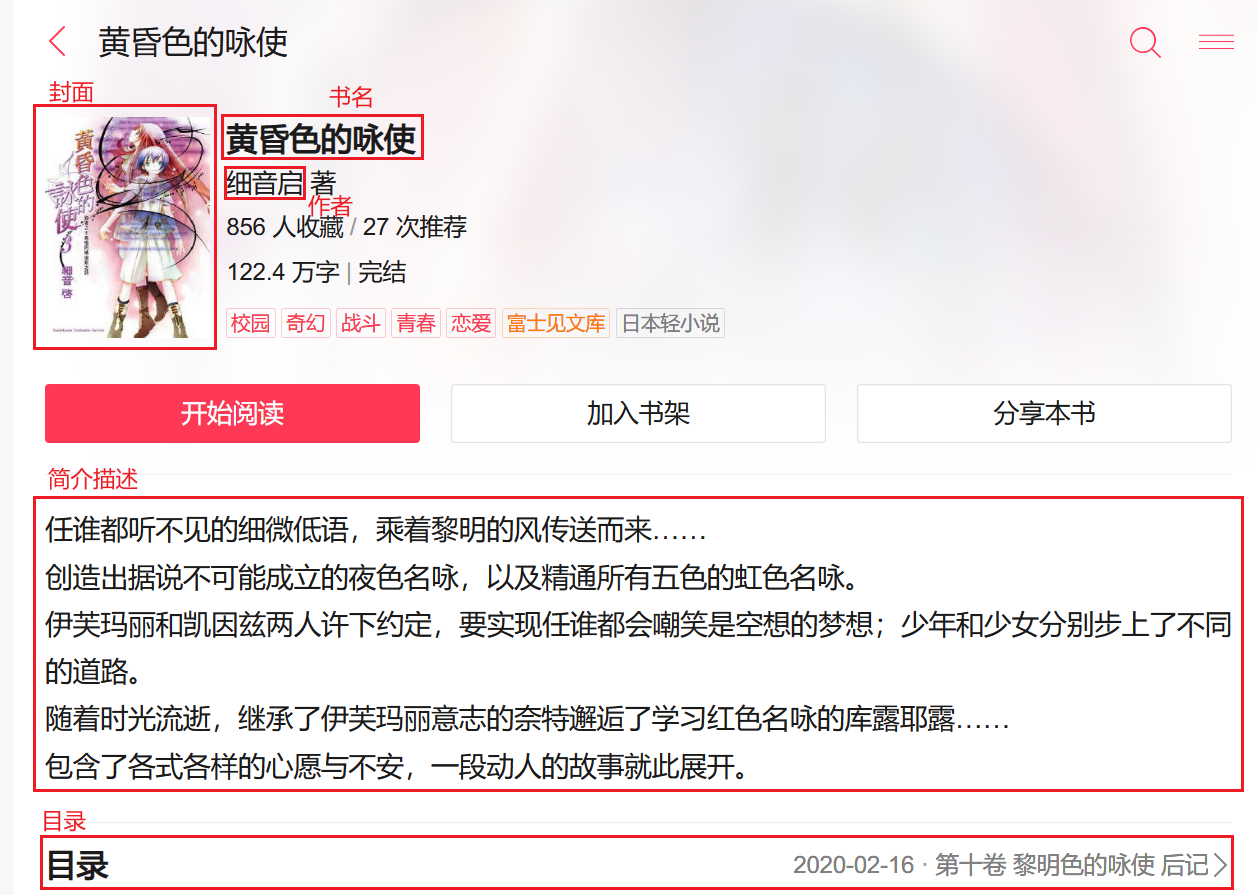 黄昏色的咏使
封面
书名
黃昏色的
詠使
3
細音啓
黄昏色的咏使
细音启 著
作者
856 人收藏 / 27 次推荐
122.4 万字 | 完结
校园 奇幻 战斗 青春 恋爱 富士见文库 日本轻小说
开始阅读 加入书架 分享本书
简介描述
任谁都听不见的细微低语，乘着黎明的风传送而来……
创造出据说不可能成立的夜色名咏，以及精通所有五色的虹色名咏。
伊芙玛丽和凯因兹两人许下约定，要实现任谁都会嘲笑是空想的梦想；少年和少女分别步上了不同
的道路。
随着时光流逝，继承了伊芙玛丽意志的奈特邂逅了学习红色名咏的库露耶露……
包含了各式各样的心愿与不安，一段动人的故事就此展开。
目录
目录 2020-02-16 · 第十卷 黎明色的咏使 后记